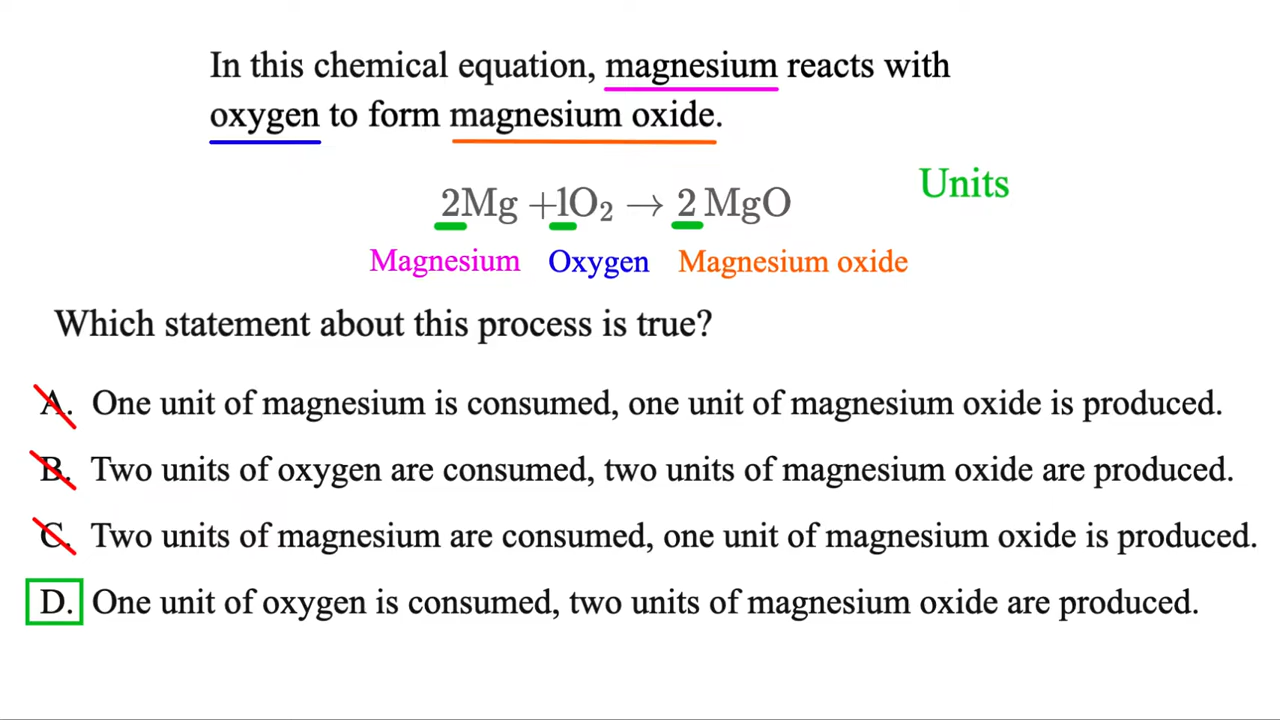 In this chemical equation, magnesium reacts with
oxygen to form magnesium oxide.
2Mg +1O₂ → 2 MgO
Units
Magnesium Oxygen Magnesium oxide
Which statement about this process is true?
A. One unit of magnesium is consumed, one unit of magnesium oxide is produced.
B. Two units of oxygen are consumed, two units of magnesium oxide are produced.
C. Two units of magnesium are consumed, one unit of magnesium oxide is produced.
D. One unit of oxygen is consumed, two units of magnesium oxide are produced.